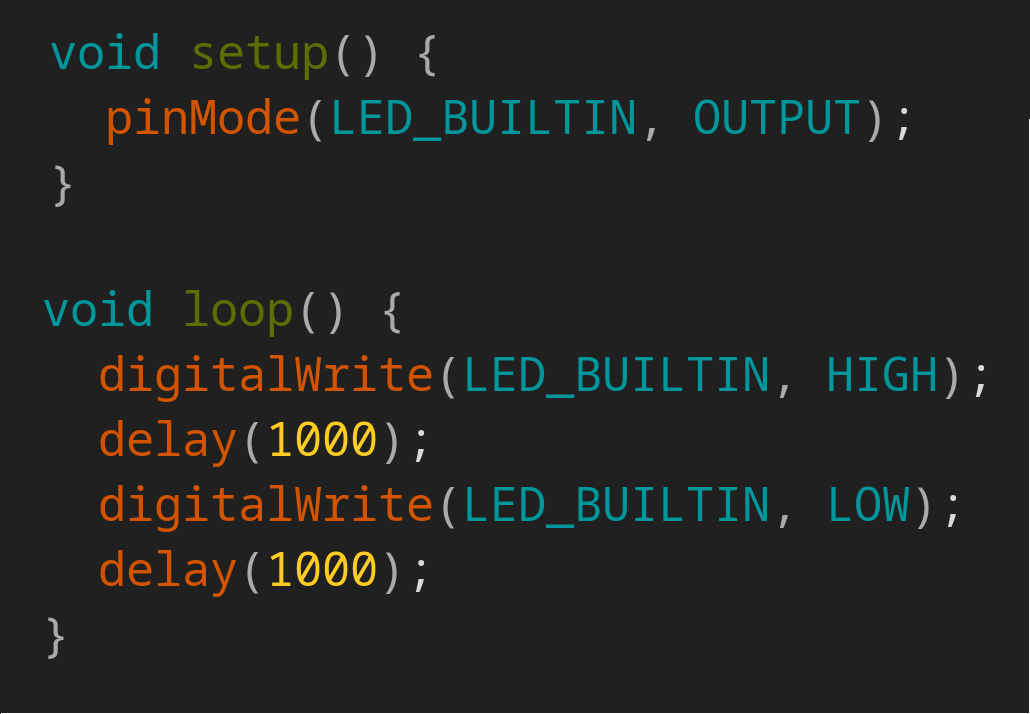 void setup() {
  pinMode(LED_BUILTIN, OUTPUT);
}

void loop() {
  digitalWrite(LED_BUILTIN, HIGH);
  delay(1000);
  digitalWrite(LED_BUILTIN, LOW);
  delay(1000);
}